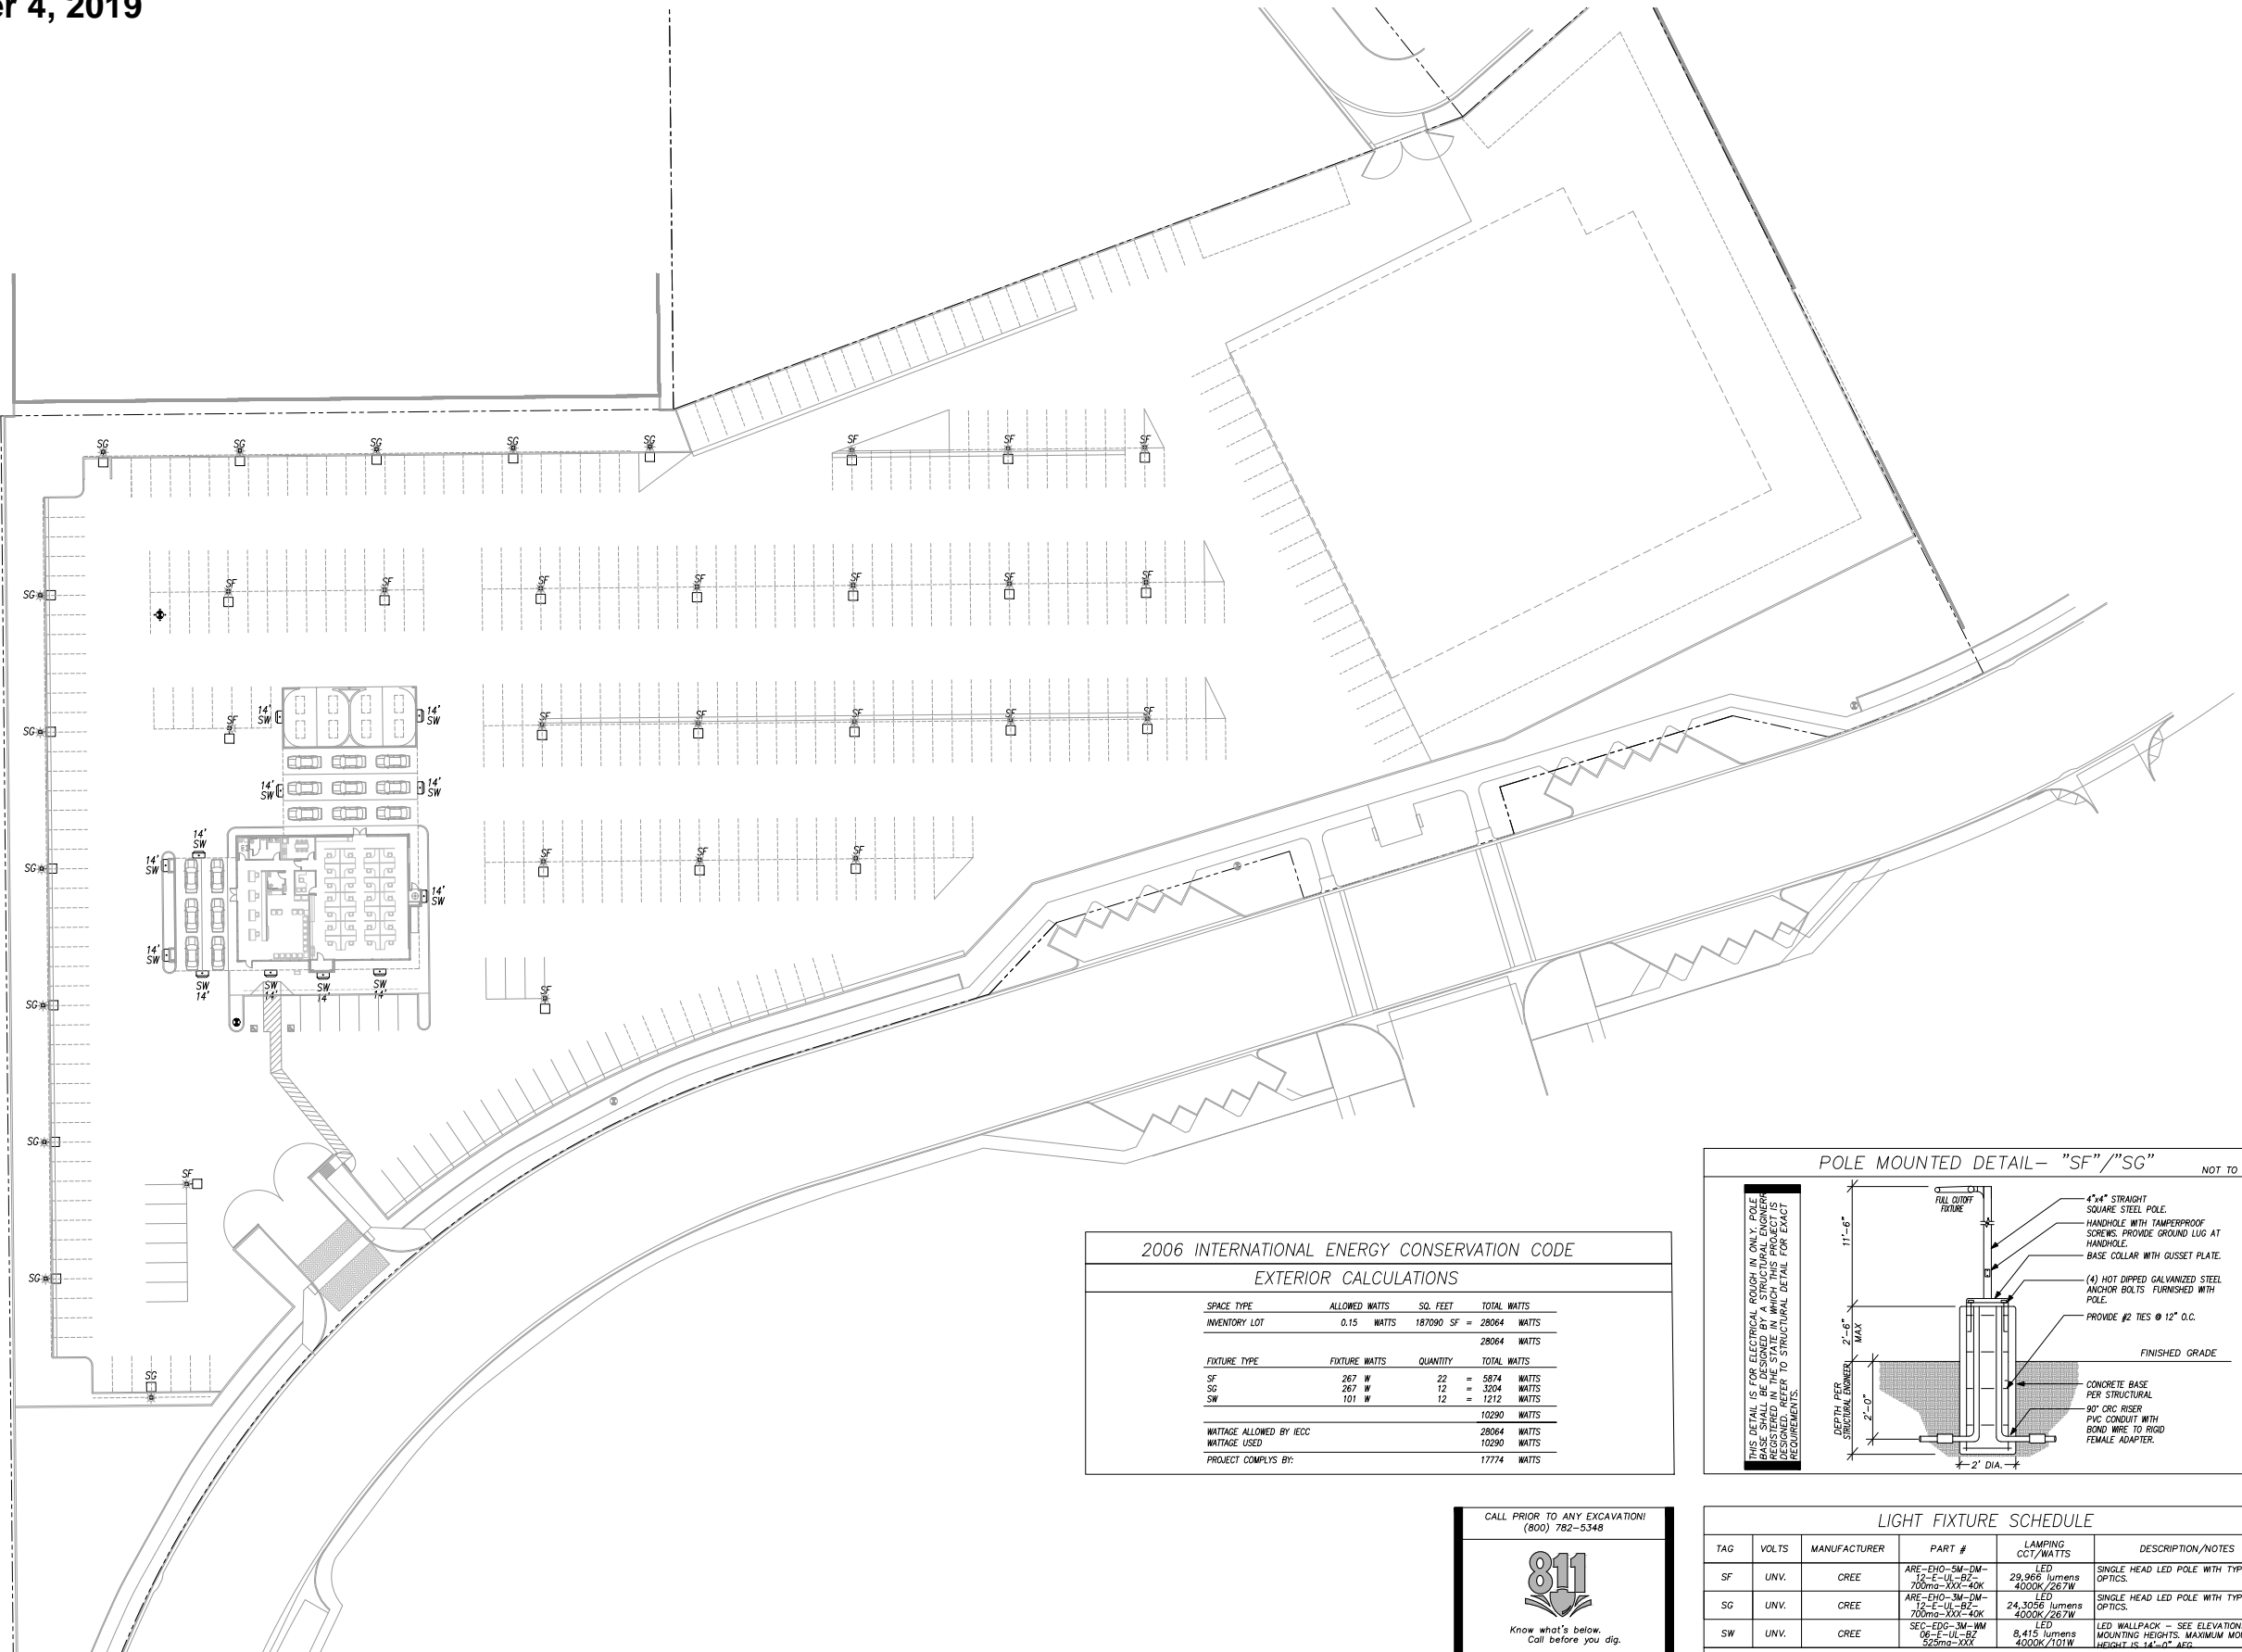 er 4, 2019
SG SG SG SG SG SF SF SF
SG SF SF SF SF SF SF SF
SG SF 14' SW 14' SW SF SF SF SF SF
14' SW 14' SW
14' SW
SG 14' SW 14' SW SF SF SF
14' SW
SW 14' SW 14' SW 14' SW 14'
SG SF
SG
SF
SG
SG
2006 INTERNATIONAL ENERGY CONSERVATION CODE
EXTERIOR CALCULATIONS
SPACE TYPE ALLOWED WATTS SQ. FEET TOTAL WATTS
INVENTORY LOT 0.15 WATTS 187090 SF = 28064 WATTS
28064 WATTS
FIXTURE TYPE FIXTURE WATTS QUANTITY TOTAL WATTS
SF 267 W 22 = 5874 WATTS
SG 267 W 12 = 3204 WATTS
SW 101 W 12 = 1212 WATTS
10290 WATTS
WATTAGE ALLOWED BY IECC 28064 WATTS
WATTAGE USED 10290 WATTS
PROJECT COMPLYS BY: 17774 WATTS
POLE MOUNTED DETAIL- "SF"/"SG" NOT TO
THIS DETAIL IS FOR ELECTRICAL ROUGH IN ONLY. POLE
BASE SHALL BE DESIGNED BY A STRUCTURAL ENGINEER
REGISTERED IN THE STATE IN WHICH THIS PROJECT IS
DESIGNED. REFER TO STRUCTURAL DETAIL FOR EXACT
REQUIREMENTS.
FULL CUTOFF
FIXTURE
11'-6"
2'-6"
MAX
DEPTH PER
STRUCTURAL ENGINEER
2'-0"
2' DIA.
4"x4" STRAIGHT
SQUARE STEEL POLE.
HANDHOLE WITH TAMPERPROOF
SCREWS. PROVIDE GROUND LUG AT
HANDHOLE.
BASE COLLAR WITH GUSSET PLATE.
(4) HOT DIPPED GALVANIZED STEEL
ANCHOR BOLTS FURNISHED WITH
POLE.
PROVIDE #2 TIES @ 12" O.C.
FINISHED GRADE
CONCRETE BASE
PER STRUCTURAL
90° CRC RISER
PVC CONDUIT WITH
BOND WIRE TO RIGID
FEMALE ADAPTER.
CALL PRIOR TO ANY EXCAVATION!
(800) 782-5348
811
Know what's below.
Call before you dig.
LIGHT FIXTURE SCHEDULE
TAG VOLTS MANUFACTURER PART # LAMPING CCT/WATTS DESCRIPTION/NOTES
SF UNV. CREE ARE-EHO-5M-DM-12-E-UL-BZ-700ma-XXX-40K LED 29,966 lumens 4000K/267W SINGLE HEAD LED POLE WITH TYP OPTICS.
SG UNV. CREE ARE-EHO-3M-DM-12-E-UL-BZ-700ma-XXX-40K LED 24,3056 lumens 4000K/267W SINGLE HEAD LED POLE WITH TYP OPTICS.
SW UNV. CREE SEC-EDG-3M-WM 06-E-UL-BZ 525ma-XXX LED 8,415 lumens 4000K/101W LED WALLPACK - SEE ELEVATION MOUNTING HEIGHTS. MAXIMUM MO HEIGHT IS 14'-0" AFG